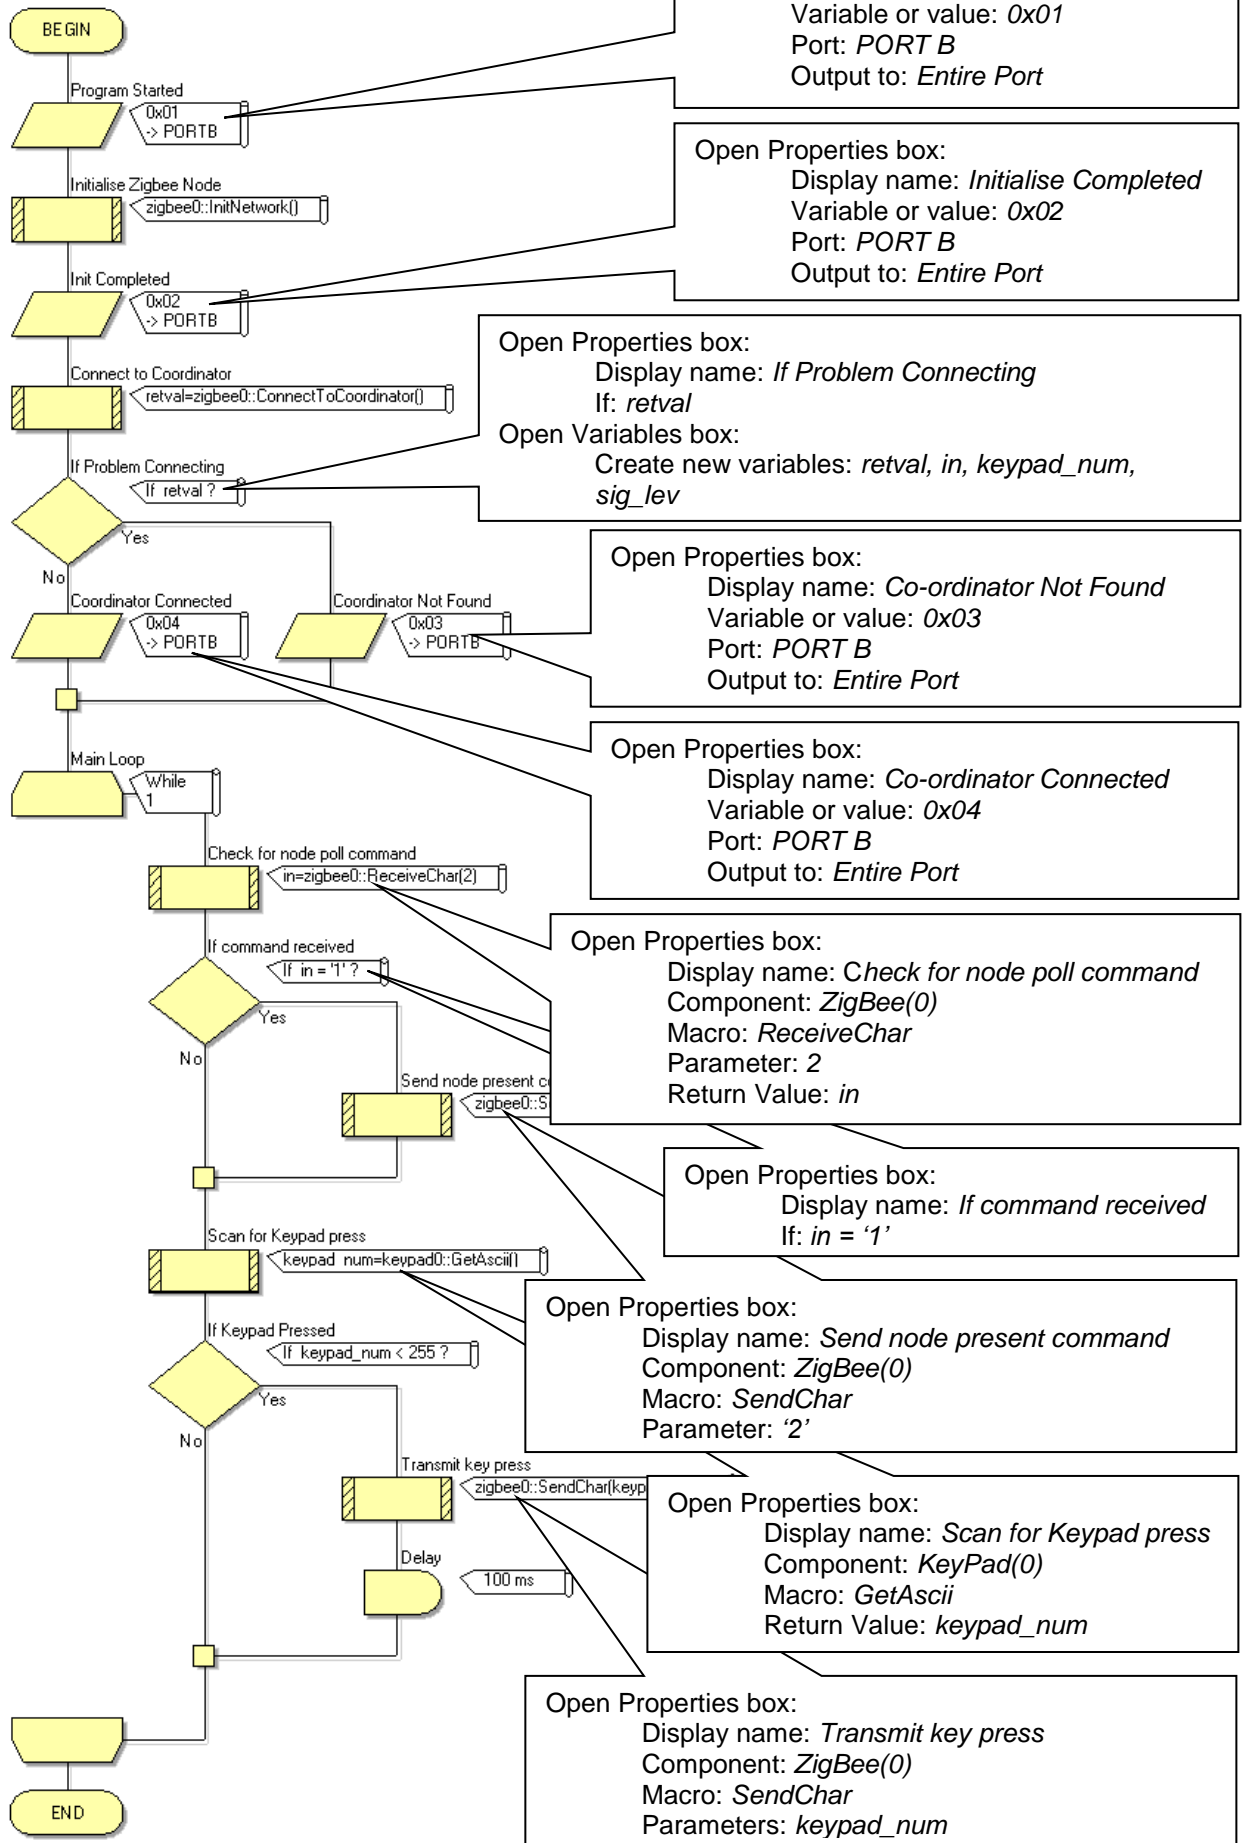 BEGIN
Program Started
0x01
-> PORTB
Variable or value: 0x01
Port: PORT B
Output to: Entire Port
Initialise Zigbee Node
zigbee0::InitNetwork()
Init Completed
0x02
-> PORTB
Open Properties box:
Display name: Initialise Completed
Variable or value: 0x02
Port: PORT B
Output to: Entire Port
Connect to Coordinator
retval=zigbee0::ConnectToCoordinator()
If Problem Connecting
If retval ?
Yes
No
Open Properties box:
Display name: If Problem Connecting
If: retval
Open Variables box:
Create new variables: retval, in, keypad_num,
sig_lev
Coordinator Connected
0x04
-> PORTB
Coordinator Not Found
0x03
-> PORTB
Open Properties box:
Display name: Co-ordinator Not Found
Variable or value: 0x03
Port: PORT B
Output to: Entire Port
Open Properties box:
Display name: Co-ordinator Connected
Variable or value: 0x04
Port: PORT B
Output to: Entire Port
Main Loop
While
1
Check for node poll command
in=zigbee0::ReceiveChar(2)
If command received
If in = '1' ?
Yes
No
Open Properties box:
Display name: Check for node poll command
Component: ZigBee(0)
Macro: ReceiveChar
Parameter: 2
Return Value: in
Send node present
zigbee0::S
Open Properties box:
Display name: If command received
If: in = ‘1’
Scan for Keypad press
keypad_num=keypad0::GetAscii()
If Keypad Pressed
If keypad_num < 255 ?
Yes
No
Open Properties box:
Display name: Send node present command
Component: ZigBee(0)
Macro: SendChar
Parameter: ‘2’
Transmit key press
zigbee0::SendChar(keyp
Delay
100 ms
Open Properties box:
Display name: Scan for Keypad press
Component: KeyPad(0)
Macro: GetAscii
Return Value: keypad_num
Open Properties box:
Display name: Transmit key press
Component: ZigBee(0)
Macro: SendChar
Parameters: keypad_num
END